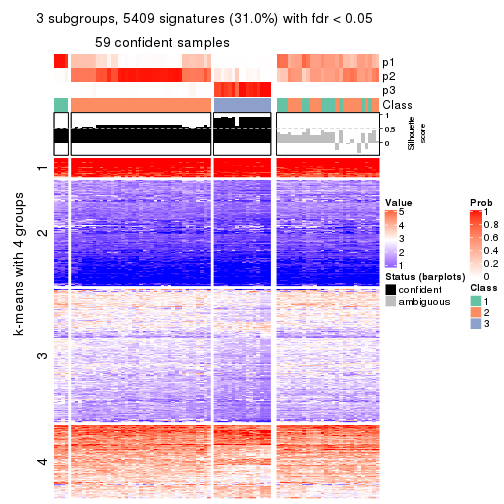 3 subgroups, 5409 signatures (31.0%) with fdr < 0.05
59 confident samples
p1
p2
p3
Class
1
0.5
0
Silhouette score
k-means with 4 groups
1
2
3
4
Value
5
4
3
2
1
Status (barplots)
confident
ambiguous
Prob
1
0.8
0.6
0.4
0.2
0
Class
1
2
3